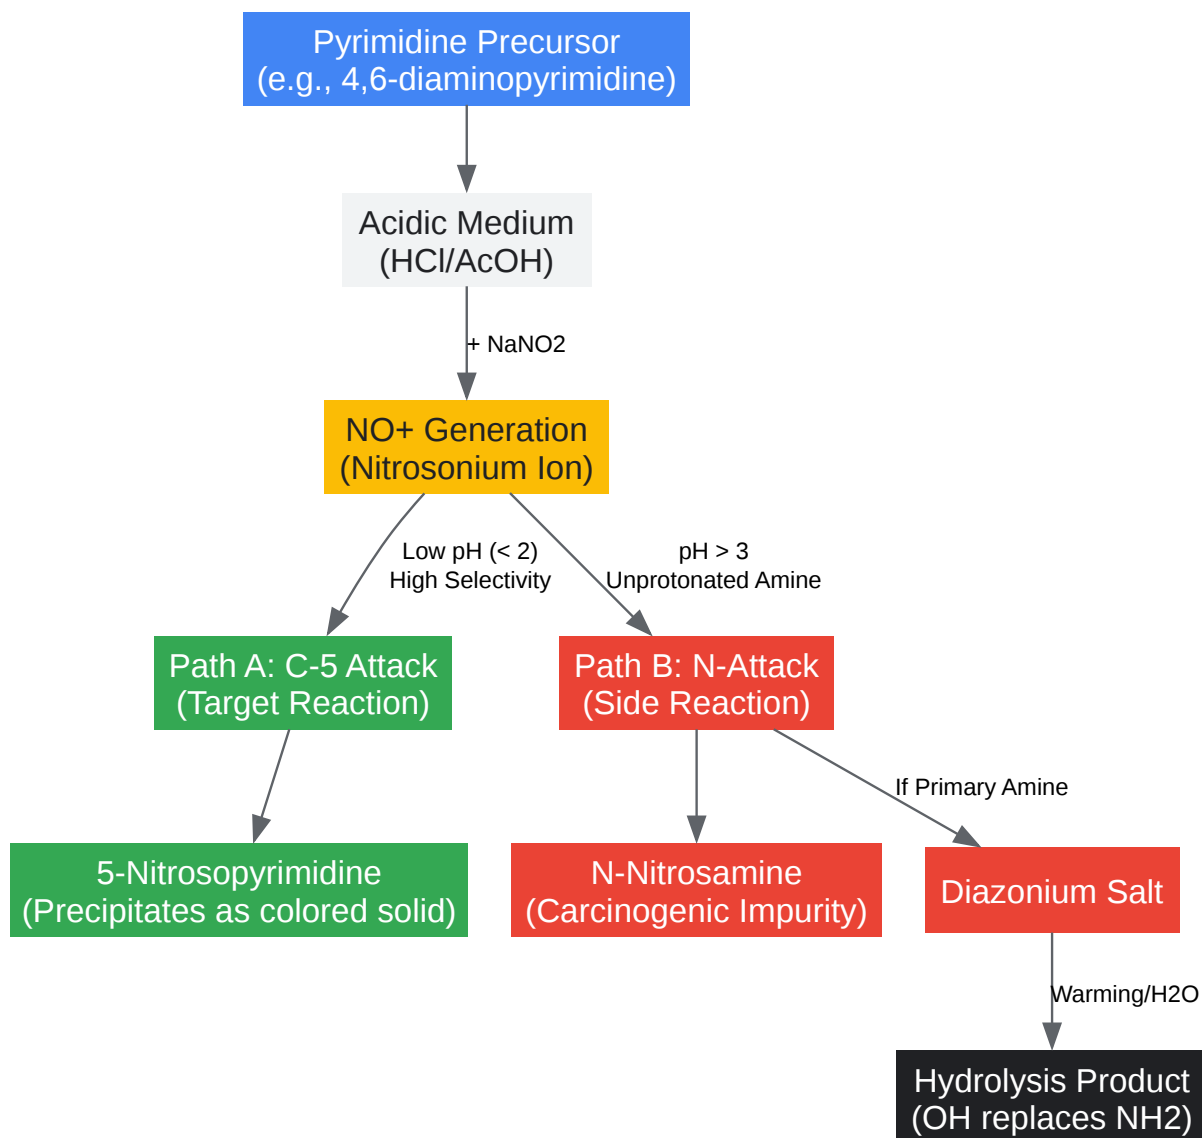 Pyrimidine Precursor
(e.g., 4,6-diaminopyrimidine)
Acidic Medium
(HCl/AcOH)
+ NaNO2
NO+ Generation
(Nitrosonium Ion)
Low pH (< 2)
High Selectivity
pH > 3
Unprotonated Amine
Path A: C-5 Attack
(Target Reaction)
Path B: N-Attack
(Side Reaction)
If Primary Amine
5-Nitrosopyrimidine
(Precipitates as colored solid)
N-Nitrosamine
(Carcinogenic Impurity)
Diazonium Salt
Warming/H2O
Hydrolysis Product
(OH replaces NH2)